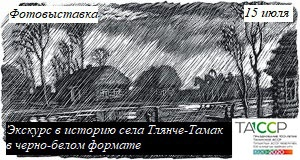 Фотовыставка
15 июля
Экскурс в историю села Тлянче-Тамак
в черно-белом формате
ТАССР